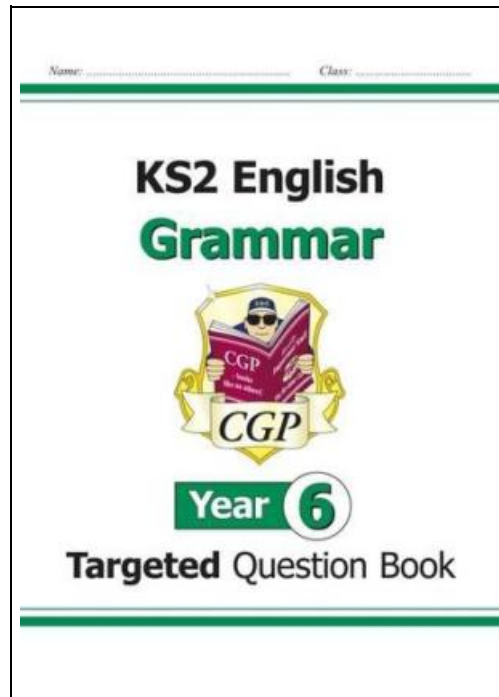 Name: ........................................ Class: ........................
KS2 English
Grammar
CGP
CGP
Year 6
Targeted Question Book